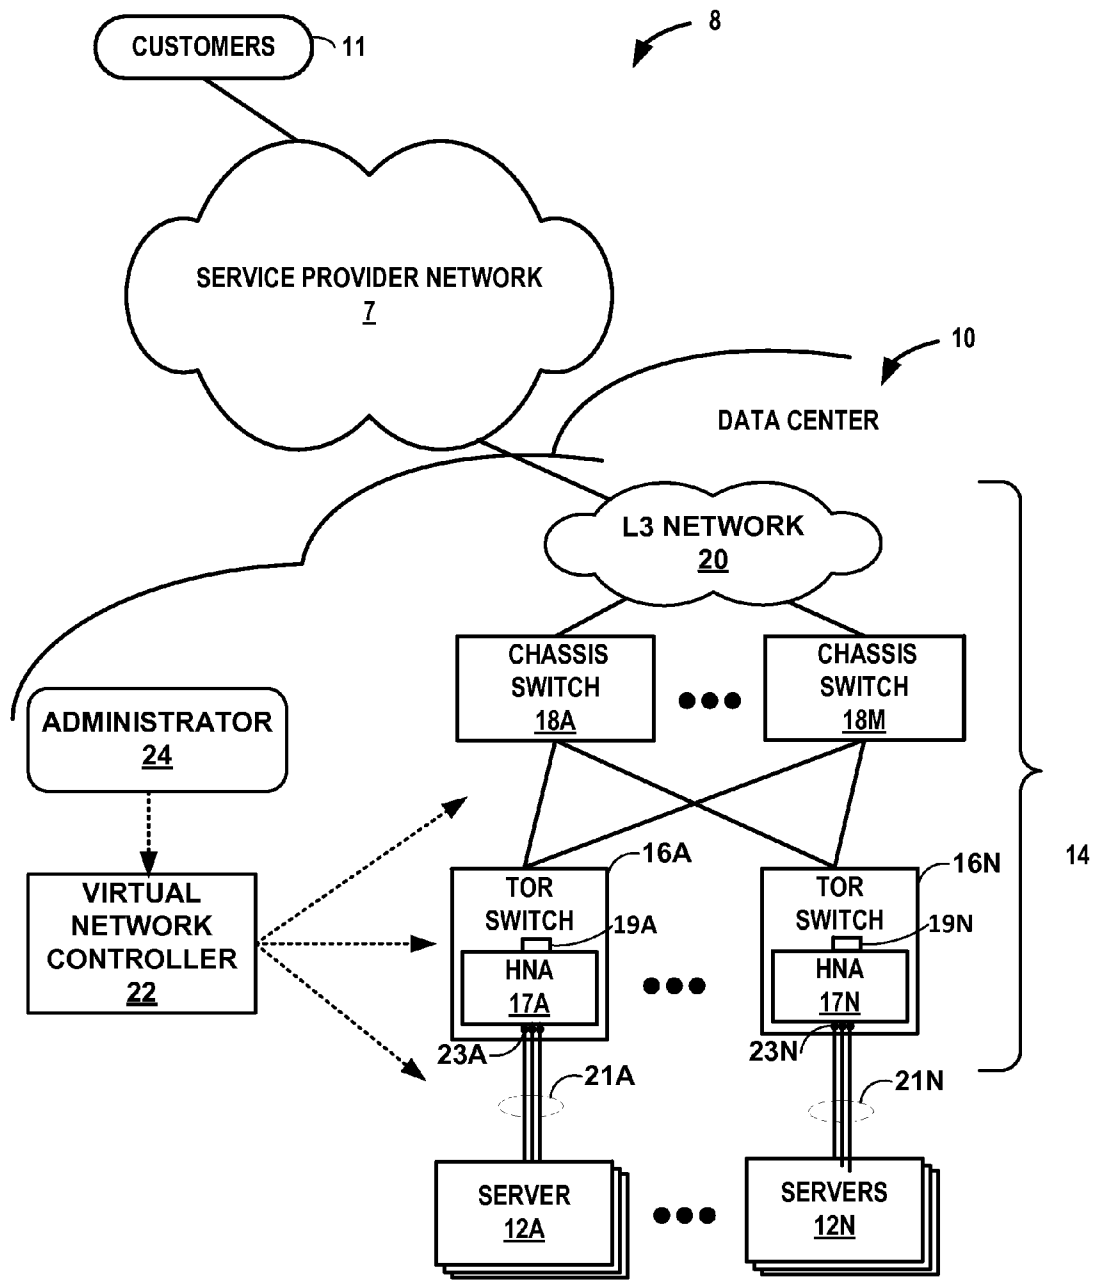 8
CUSTOMERS
11
SERVICE PROVIDER NETWORK
7
10
DATA CENTER
L3 NETWORK
20
CHASSIS
SWITCH
18A
CHASSIS
SWITCH
18M
ADMINISTRATOR
24
14
VIRTUAL
NETWORK
CONTROLLER
22
16A
TOR
SWITCH
19A
HNA
17A
23A
16N
TOR
SWITCH
19N
HNA
17N
23N
21A
21N
SERVER
12A
SERVERS
12N